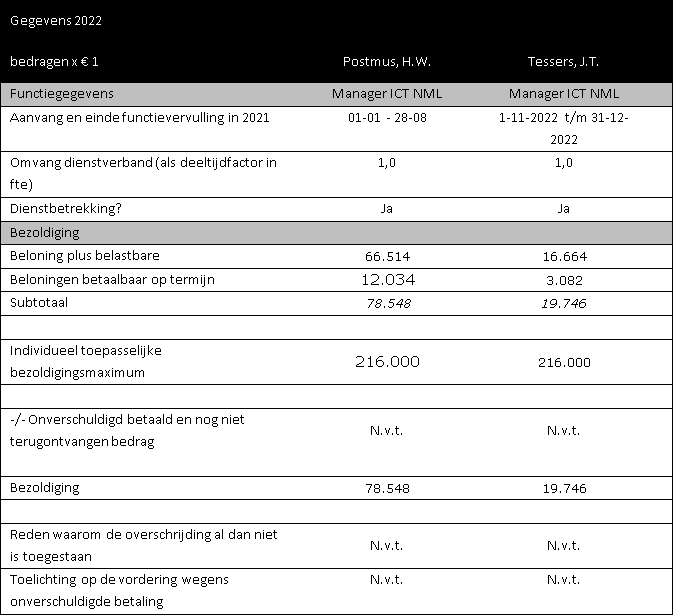 Gegevens 2022
bedragen x € 1 Postmus, H.W. Tessers, J.T.
Functiegegevens Manager ICT NML Manager ICT NML
Aanvang en einde functievervulling in 2021 01-01 - 28-08 1-11-2022 t/m 31-12-
2022
Omvang dienstverband (als deeltijdfactor in 1,0 1,0
fte)
Dienstbetrekking? Ja Ja
Bezoldiging
Beloning plus belastbare 66.514 16.664
Beloningen betaalbaar op termijn 12.034 3.082
Subtotaal 78.548 19.746
Individueel toepasselijke
bezoldigingsmaximum 216.000 216.000
-/- Onverschuldigd betaald en nog niet
terugontvangen bedrag N.v.t. N.v.t.
Bezoldiging 78.548 19.746
Reden waarom de overschrijding al dan niet
is toegestaan N.v.t. N.v.t.
Toelichting op de vordering wegens N.v.t. N.v.t.
onverschuldigde betaling